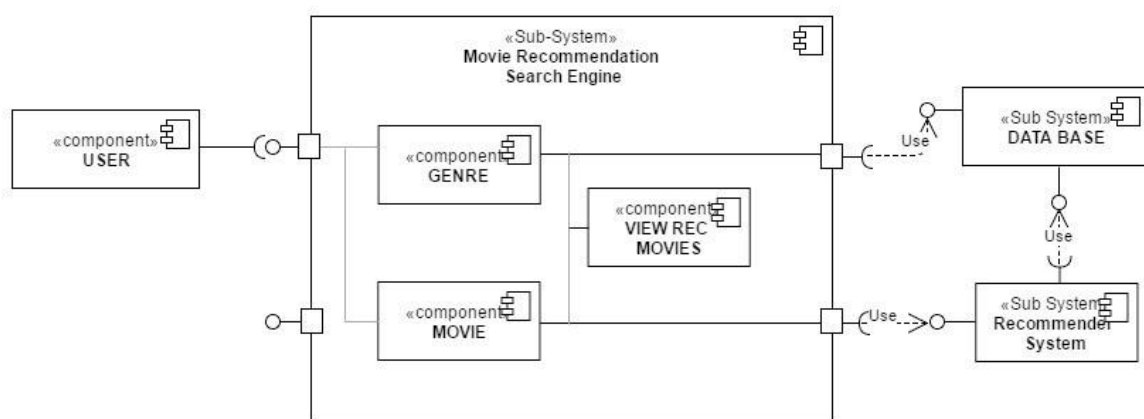 «Sub-System»
Movie Recommendation
Search Engine
«component»
USER
«component
GENRE
«component
VIEW REC
MOVIES
«component
MOVIE
Use
«Sub System»
DATA BASE
Use
Use
«Sub System
Recommender
System